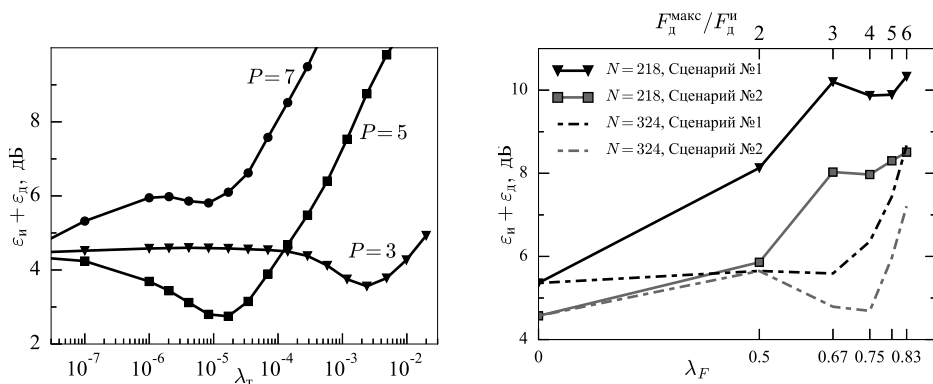 8
6
4
2
ε_и + ε_д, дБ
P = 7
P = 5
P = 3
10^-7
10^-6
10^-5
10^-4
10^-3
10^-2
λ_т
F_д^макс/F_д^и
2
3
4
5
6
10
8
6
4
ε_и + ε_д, дБ
N = 218, Сценарий №1
N = 218, Сценарий №2
N = 324, Сценарий №1
N = 324, Сценарий №2
0
0.5
0.67
0.75
0.83
λ_F